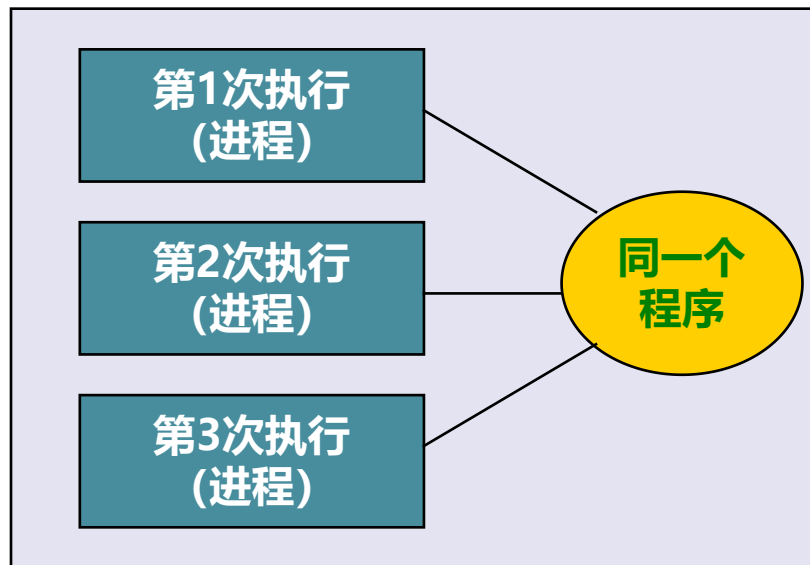 第1次执行
（进程）
第2次执行
（进程）
第3次执行
（进程）
同一个
程序